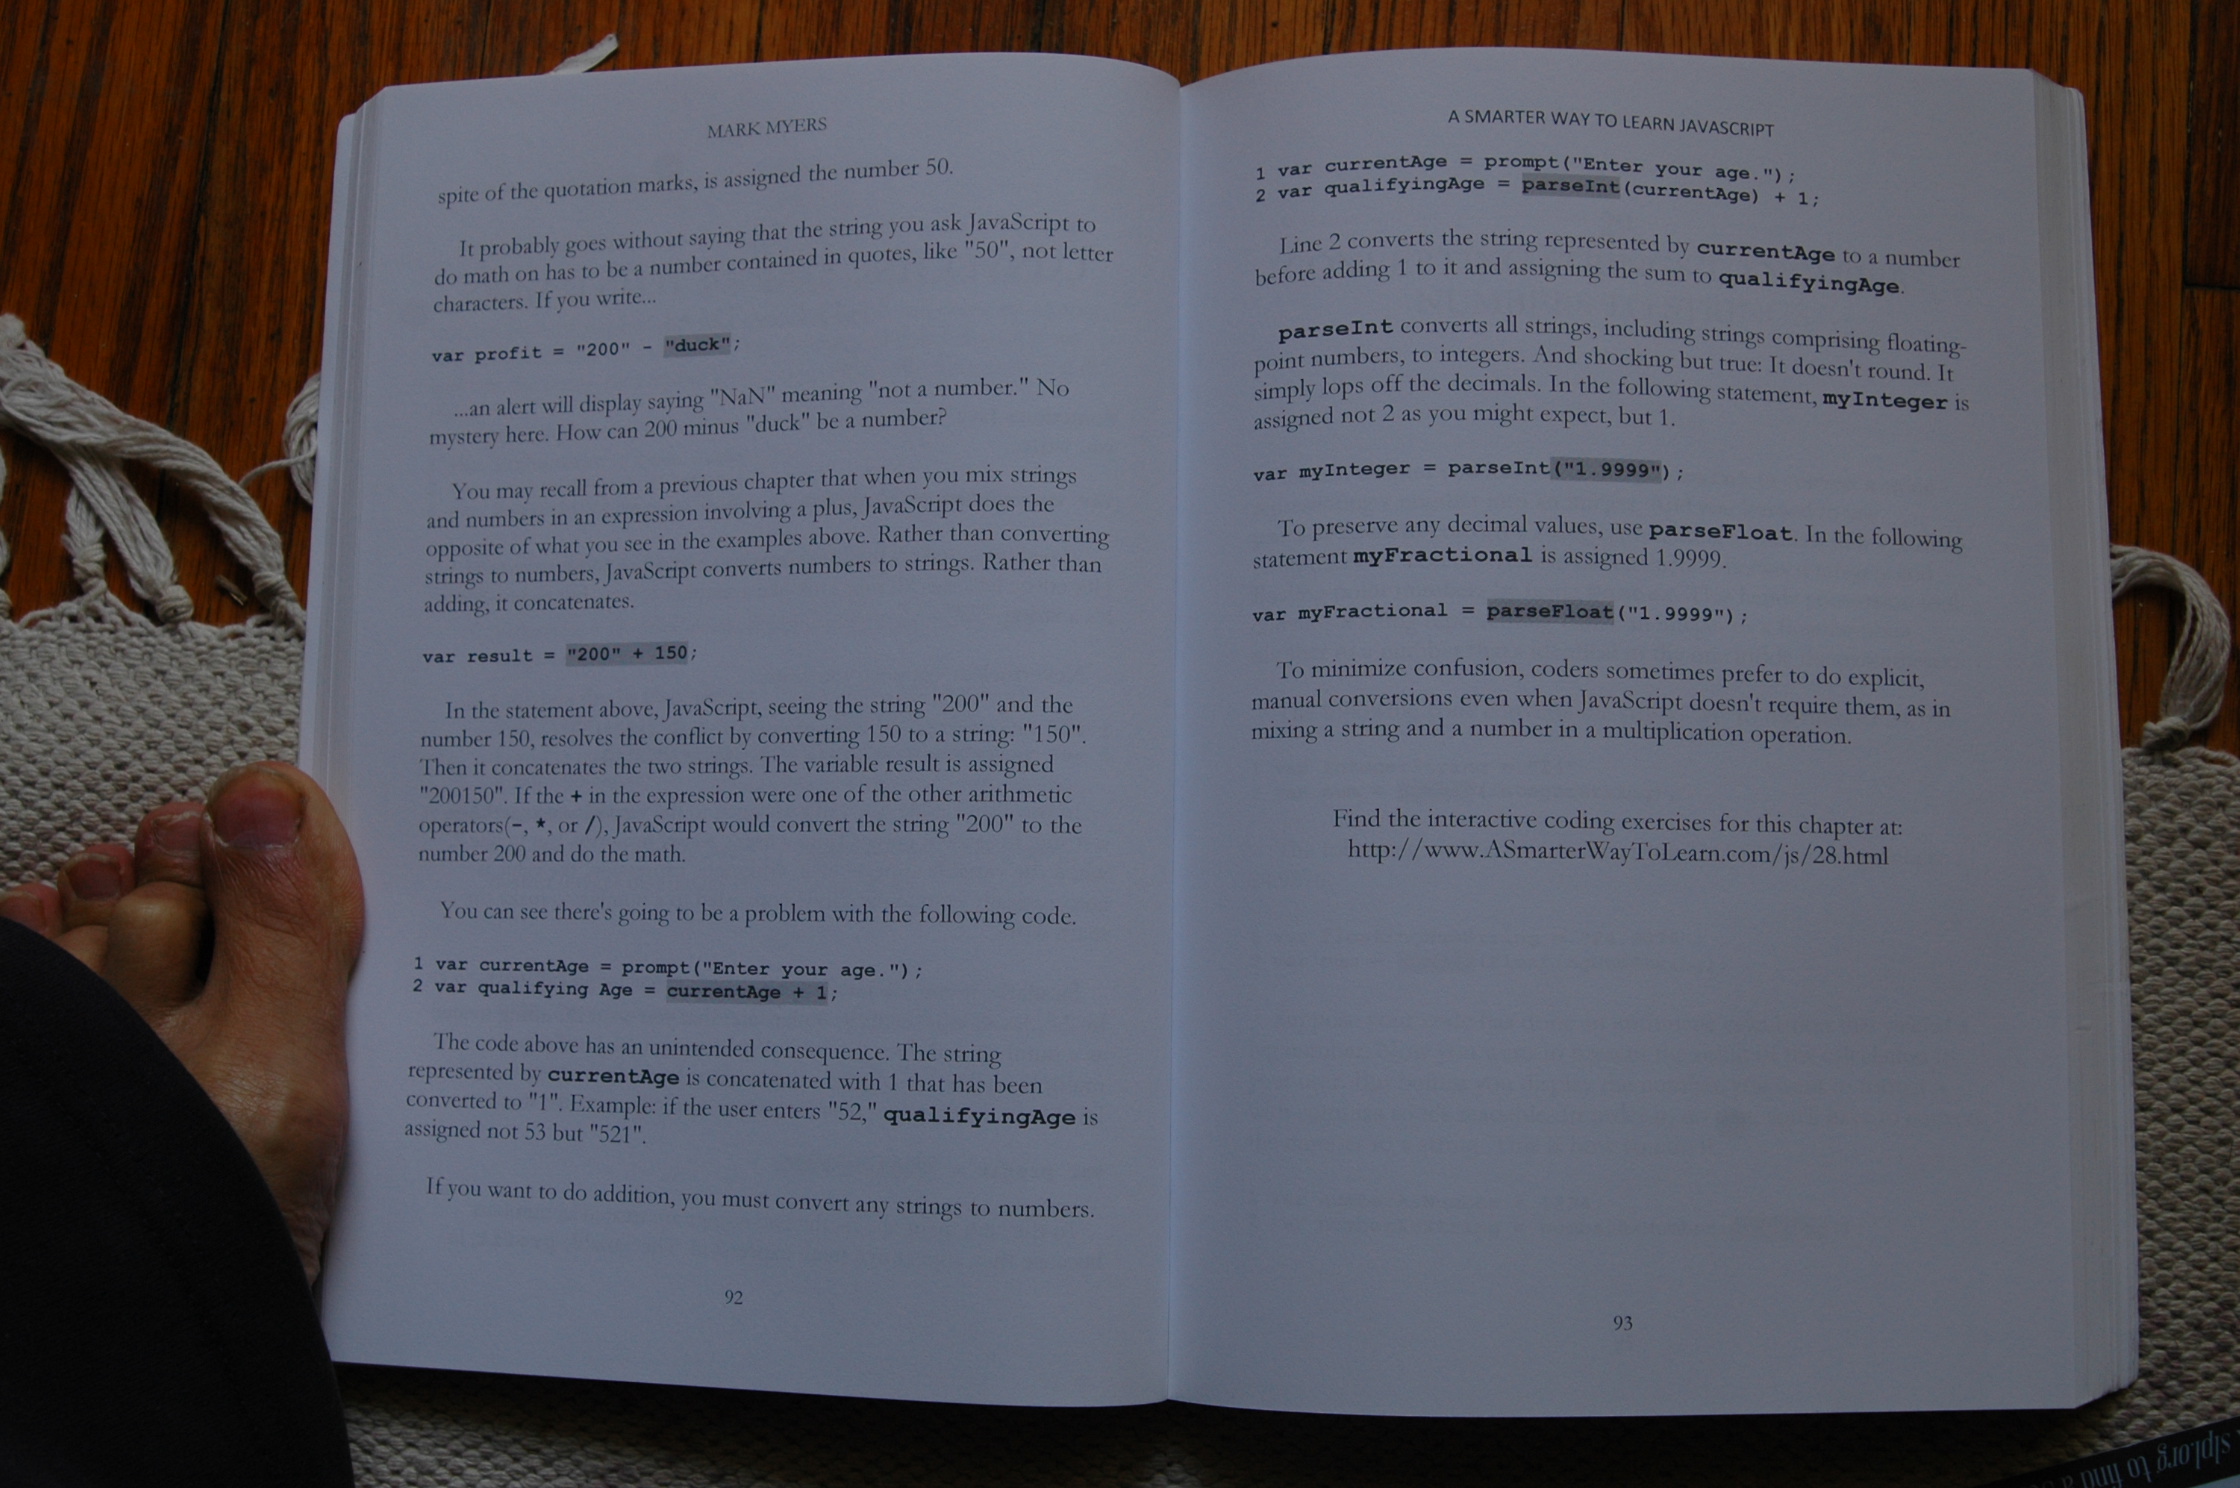 MARK MYERS
spite of the quotation marks, is assigned the number 50.
It probably goes without saying that the string you ask JavaScript to
do math on has to be a number contained in quotes, like "50", not letter
characters. If you write...
var profit = "200" - "duck";
...an alert will display saying "NaN" meaning "not a number." No
mystery here. How can 200 minus "duck" be a number?
You may recall from a previous chapter that when you mix strings
and numbers in an expression involving a plus, JavaScript does the
opposite of what you see in the examples above. Rather than converting
strings to numbers, JavaScript converts numbers to strings. Rather than
adding, it concatenates.
var result = "200" + 150;
In the statement above, JavaScript, seeing the string "200" and the
number 150, resolves the conflict by converting 150 to a string: "150".
Then it concatenates the two strings. The variable result is assigned
"200150". If the + in the expression were one of the other arithmetic
operators(-, *, or /), JavaScript would convert the string "200" to the
number 200 and do the math.
You can see there's going to be a problem with the following code.
1 var currentAge = prompt("Enter your age.");
2 var qualifying Age = currentAge + 1;
The code above has an unintended consequence. The string
represented by currentAge is concatenated with 1 that has been
converted to "1". Example: if the user enters "52," qualifyingAge is
assigned not 53 but "521".
If you want to do addition, you must convert any strings to numbers.
92
A SMARTER WAY TO LEARN JAVASCRIPT
1 var currentAge = prompt("Enter your age.");
2 var qualifyingAge = parseInt(currentAge) + 1;
Line 2 converts the string represented by currentAge to a number
before adding 1 to it and assigning the sum to qualifyingAge.
parseInt converts all strings, including strings comprising floating-
point numbers, to integers. And shocking but true: It doesn't round. It
simply lops off the decimals. In the following statement, myInteger is
assigned not 2 as you might expect, but 1.
var myInteger = parseInt("1.9999");
To preserve any decimal values, use parseFloat. In the following
statement myFractional is assigned 1.9999.
var myFractional = parseFloat("1.9999");
To minimize confusion, coders sometimes prefer to do explicit,
manual conversions even when JavaScript doesn't require them, as in
mixing a string and a number in a multiplication operation.
Find the interactive coding exercises for this chapter at:
http://www.ASmarterWayToLearn.com/js/28.html
93
slpl.org to find a